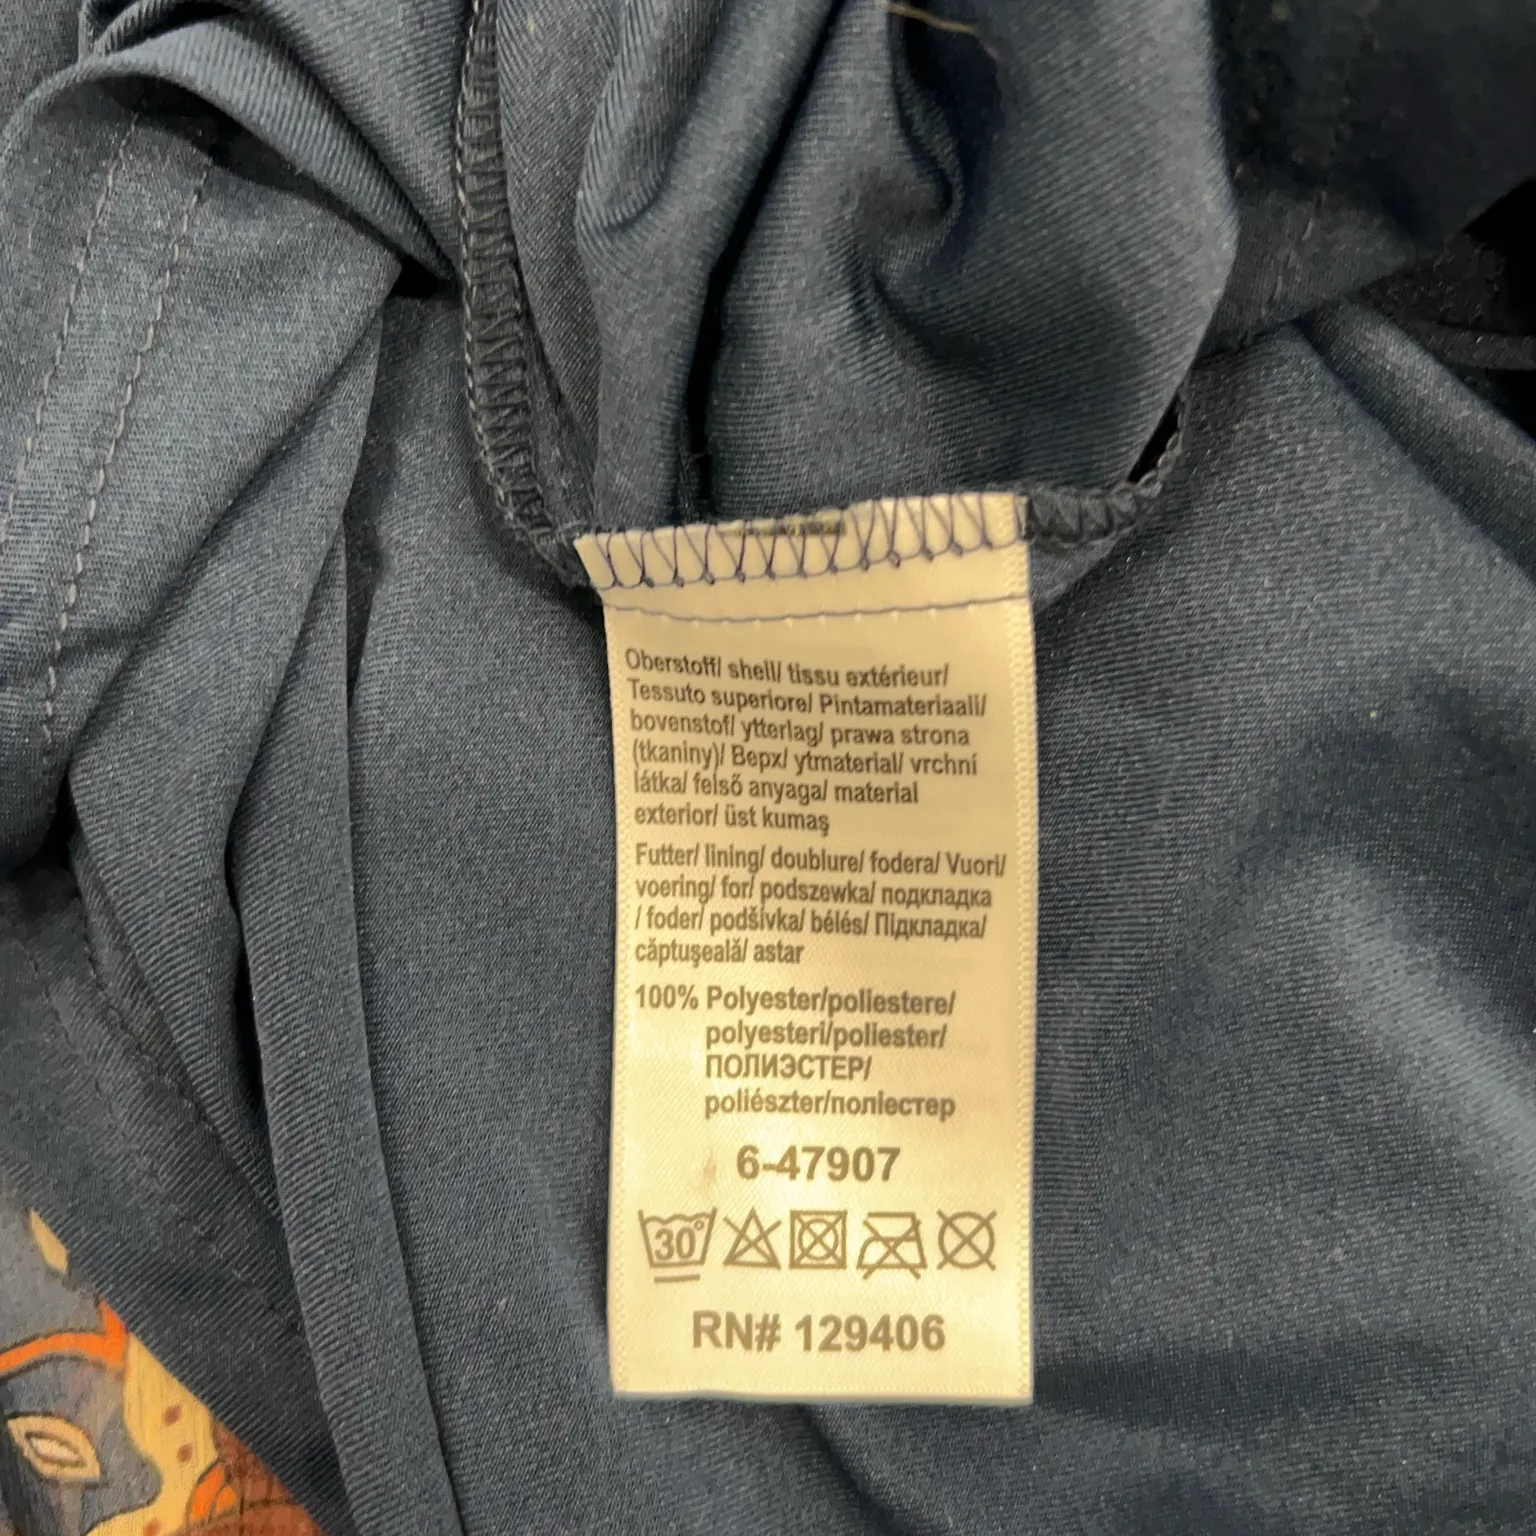 Oberstoff/ shell/ tissu extérieur/
Tessuto superiore/ Pintamateriaali/
bovenstof/ ytterlag/ prawa strona
(tkaniny)/ Верх/ ytmaterial/ vrchní
látka/ felső anyaga/ material
exterior/ üst kumaş
Futter/ lining/ doublure/ fodera/ Vuori/
voering/ for/ podszewka/ подкладка
/ foder/ podšívka/ bélés/ Підкладка/
căptuşeală/ astar
100% Polyester/poliestere/
polyesteri/poliester/
ПОЛИЭСТЕР/
poliészter/поліестер
6-47907
30°
RN# 129406